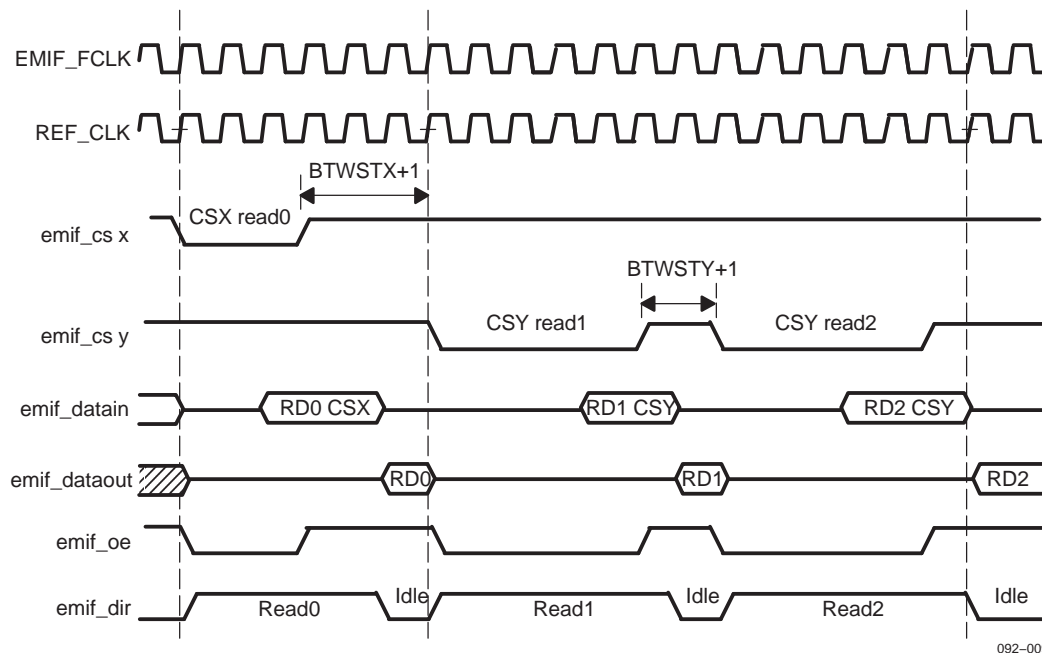 EMIF_FCLK
REF_CLK
BTWSTX+1
CSX read0
emif_cs x
BTWSTY+1
CSY read1
CSY read2
emif_cs y
emif_datain
RD0 CSX
RD1 CSY
RD2 CSY
emif_dataout
RD0
RD1
RD2
emif_oe
emif_dir
Read0
Idle
Read1
Idle
Read2
Idle
092–00